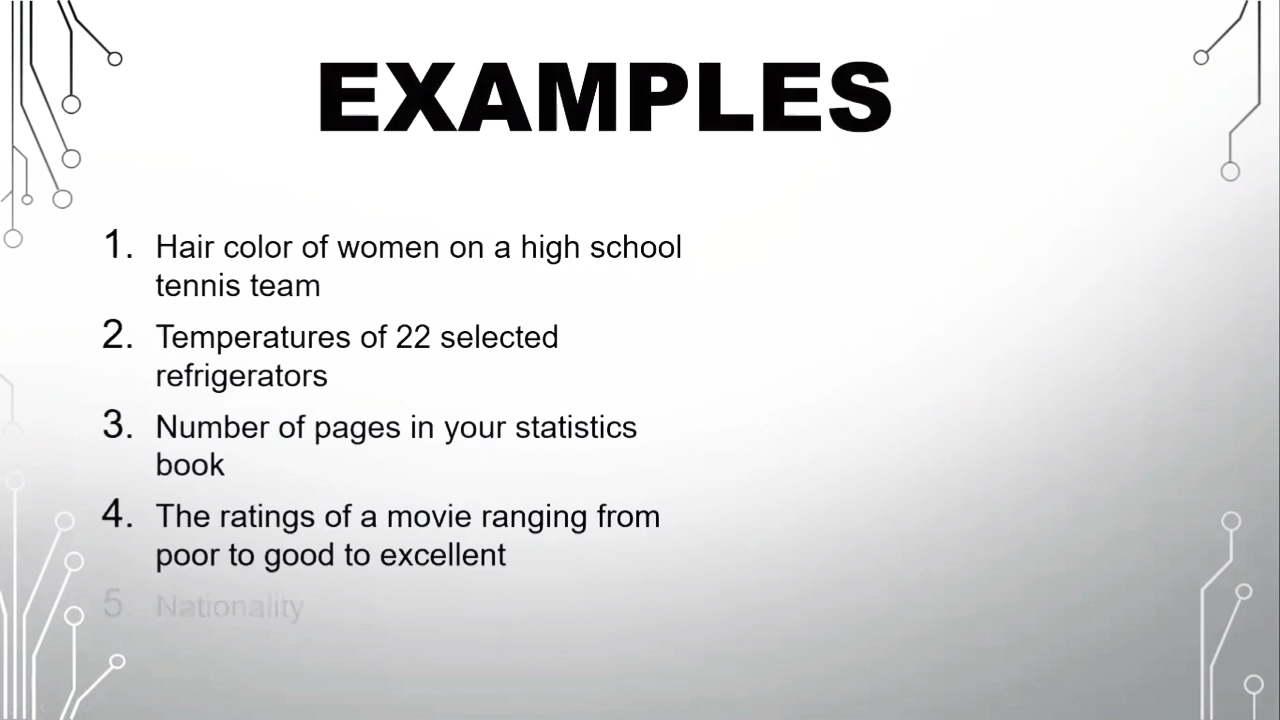 EXAMPLES
1. Hair color of women on a high school
tennis team
2. Temperatures of 22 selected
refrigerators
3. Number of pages in your statistics
book
4. The ratings of a movie ranging from
poor to good to excellent
5 Nationality